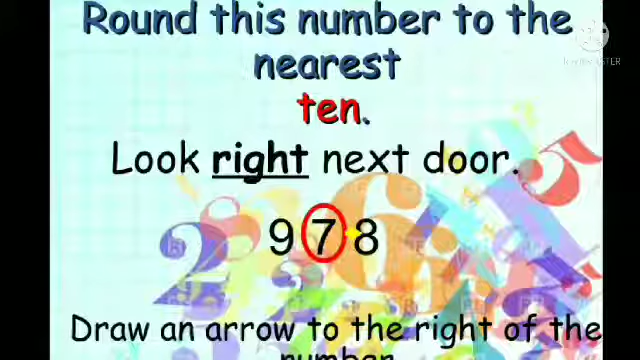 Round this number to the
nearest
ten.
Look right next door.
978
Draw an arrow to the right of the
number